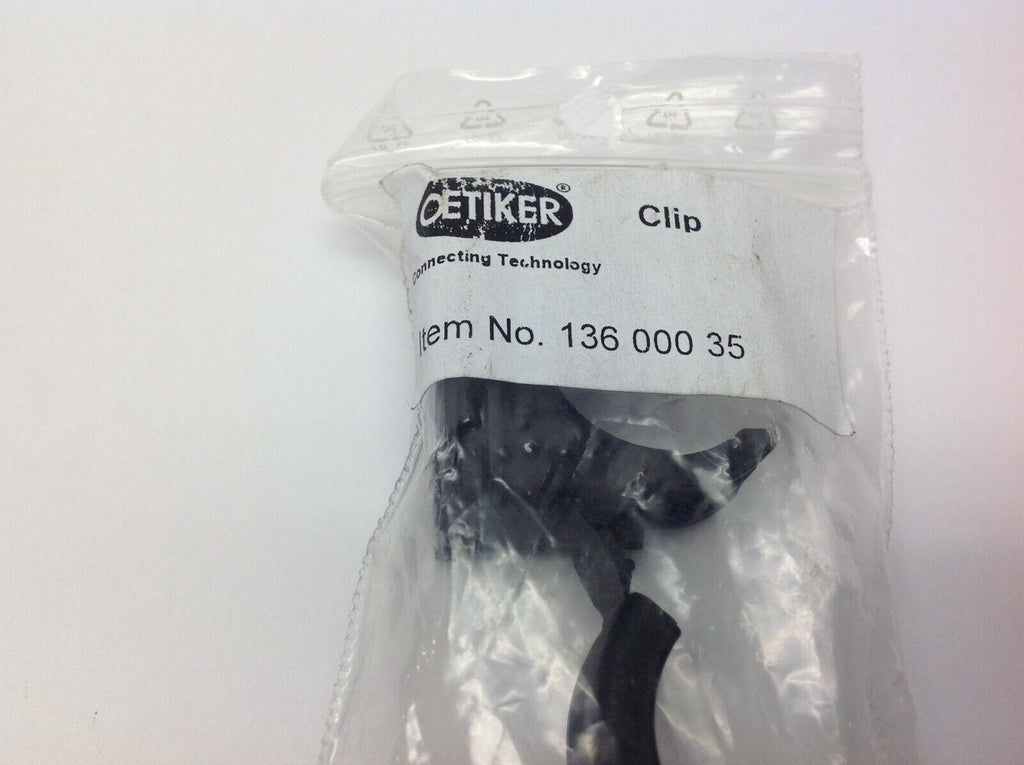 OETIKER® Clip
Connecting Technology
Item No. 136 000 35